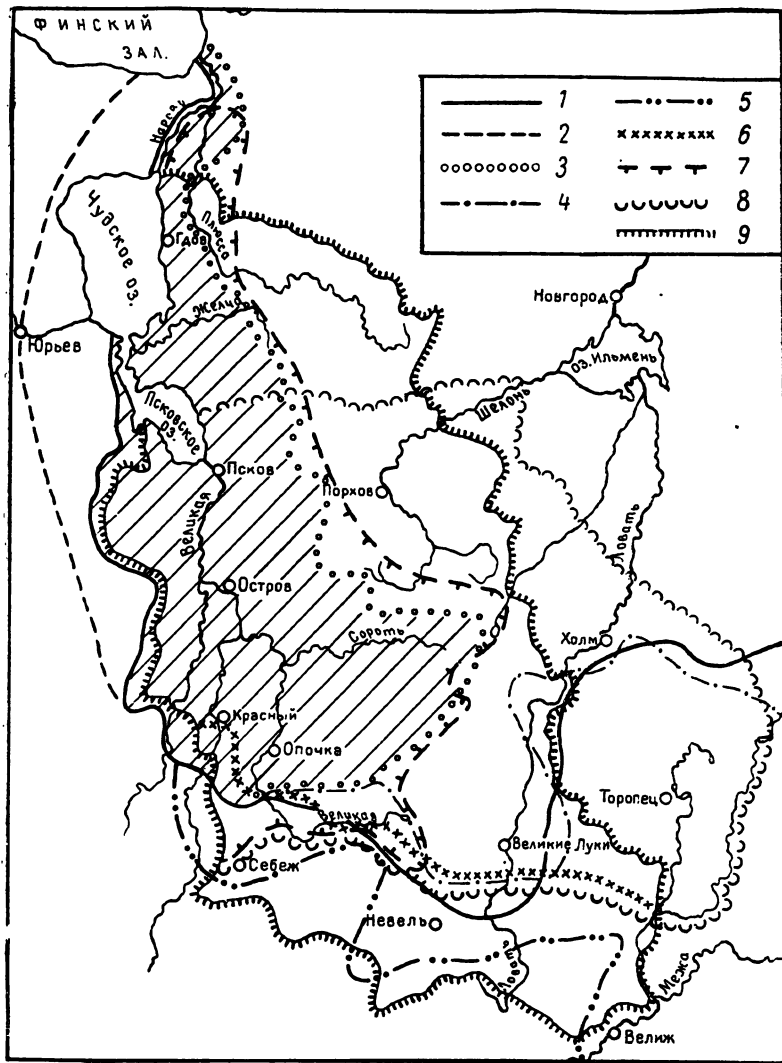 ФИНСКИЙ
ЗАЛ.
1
2
3
4
5
6
7
8
9
Чудское оз.
Гдов
Плюсса
Желча
Новгород
Юрьев
оз. Ильмень
Шелонь
Псковское
оз.
Псков
Порхов
Великая
Ловать
Остров
Сороть
Холм
Красный
Опочка
Торопец
Великая
Великие Луки
Себеж
Невель
Ловать
Межа
Велиж